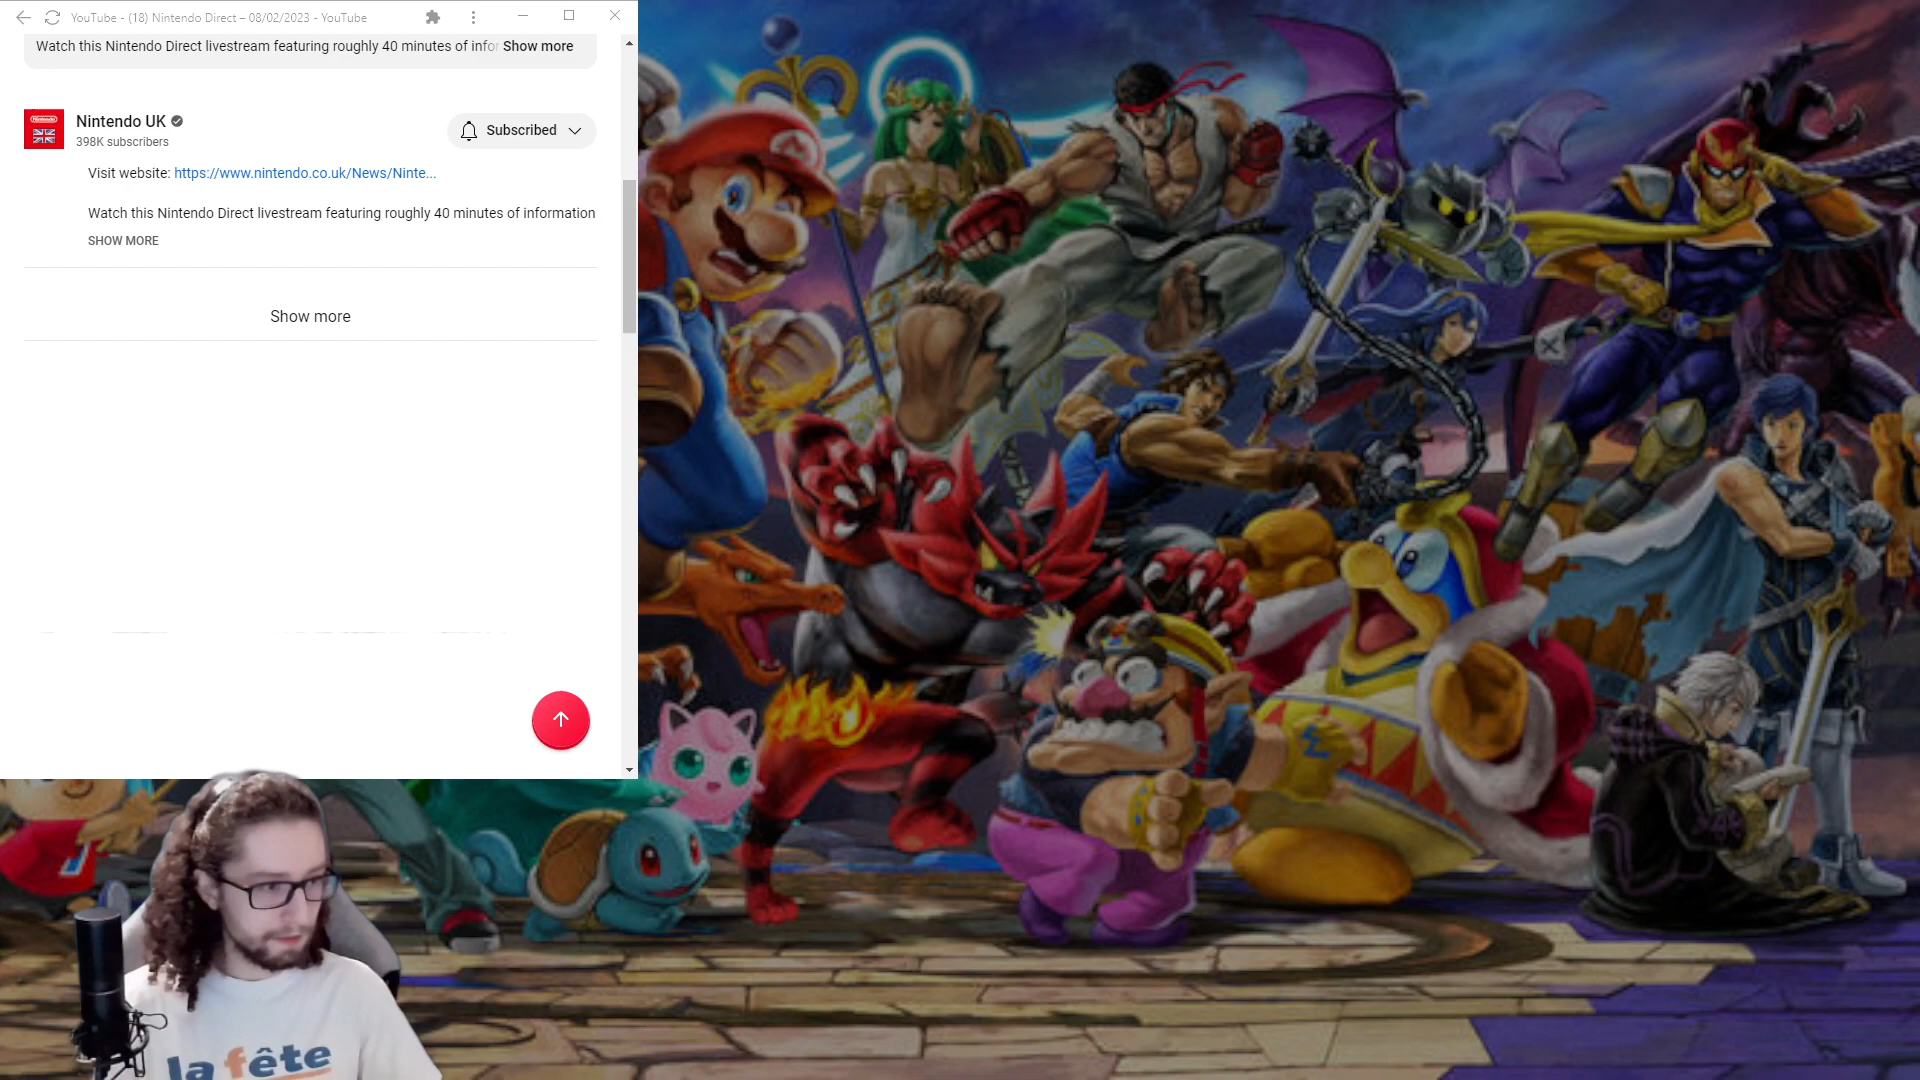 YouTube - (18) Nintendo Direct – 08/02/2023 - YouTube
Watch this Nintendo Direct livestream featuring roughly 40 minutes of infor Show more
Nintendo UK
398K subscribers
Subscribed
Visit website: https://www.nintendo.co.uk/News/Ninte...
Watch this Nintendo Direct livestream featuring roughly 40 minutes of information
SHOW MORE
Show more
la fête